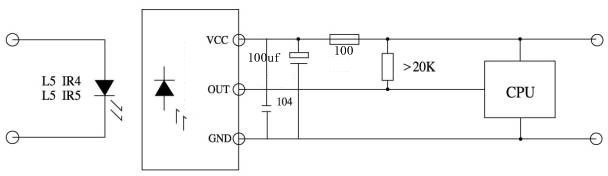 VCC
100uf
100
L5 IR4
L5 IR5
>20K
OUT
CPU
104
GND